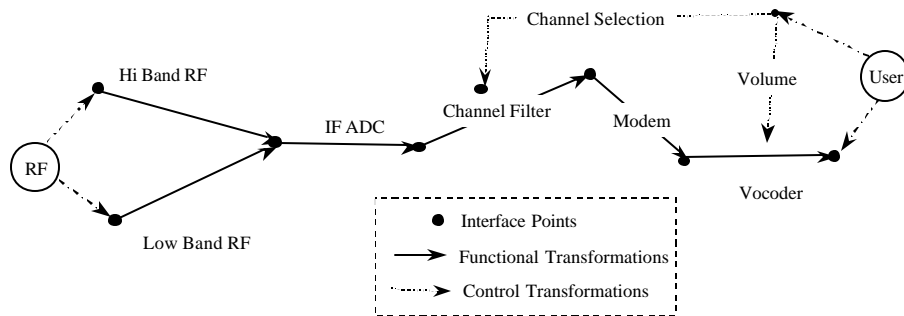 Channel Selection
Hi Band RF
User
Volume
Channel Filter
IF ADC
Modem
RF
Vocoder
Low Band RF
Interface Points
Functional Transformations
Control Transformations